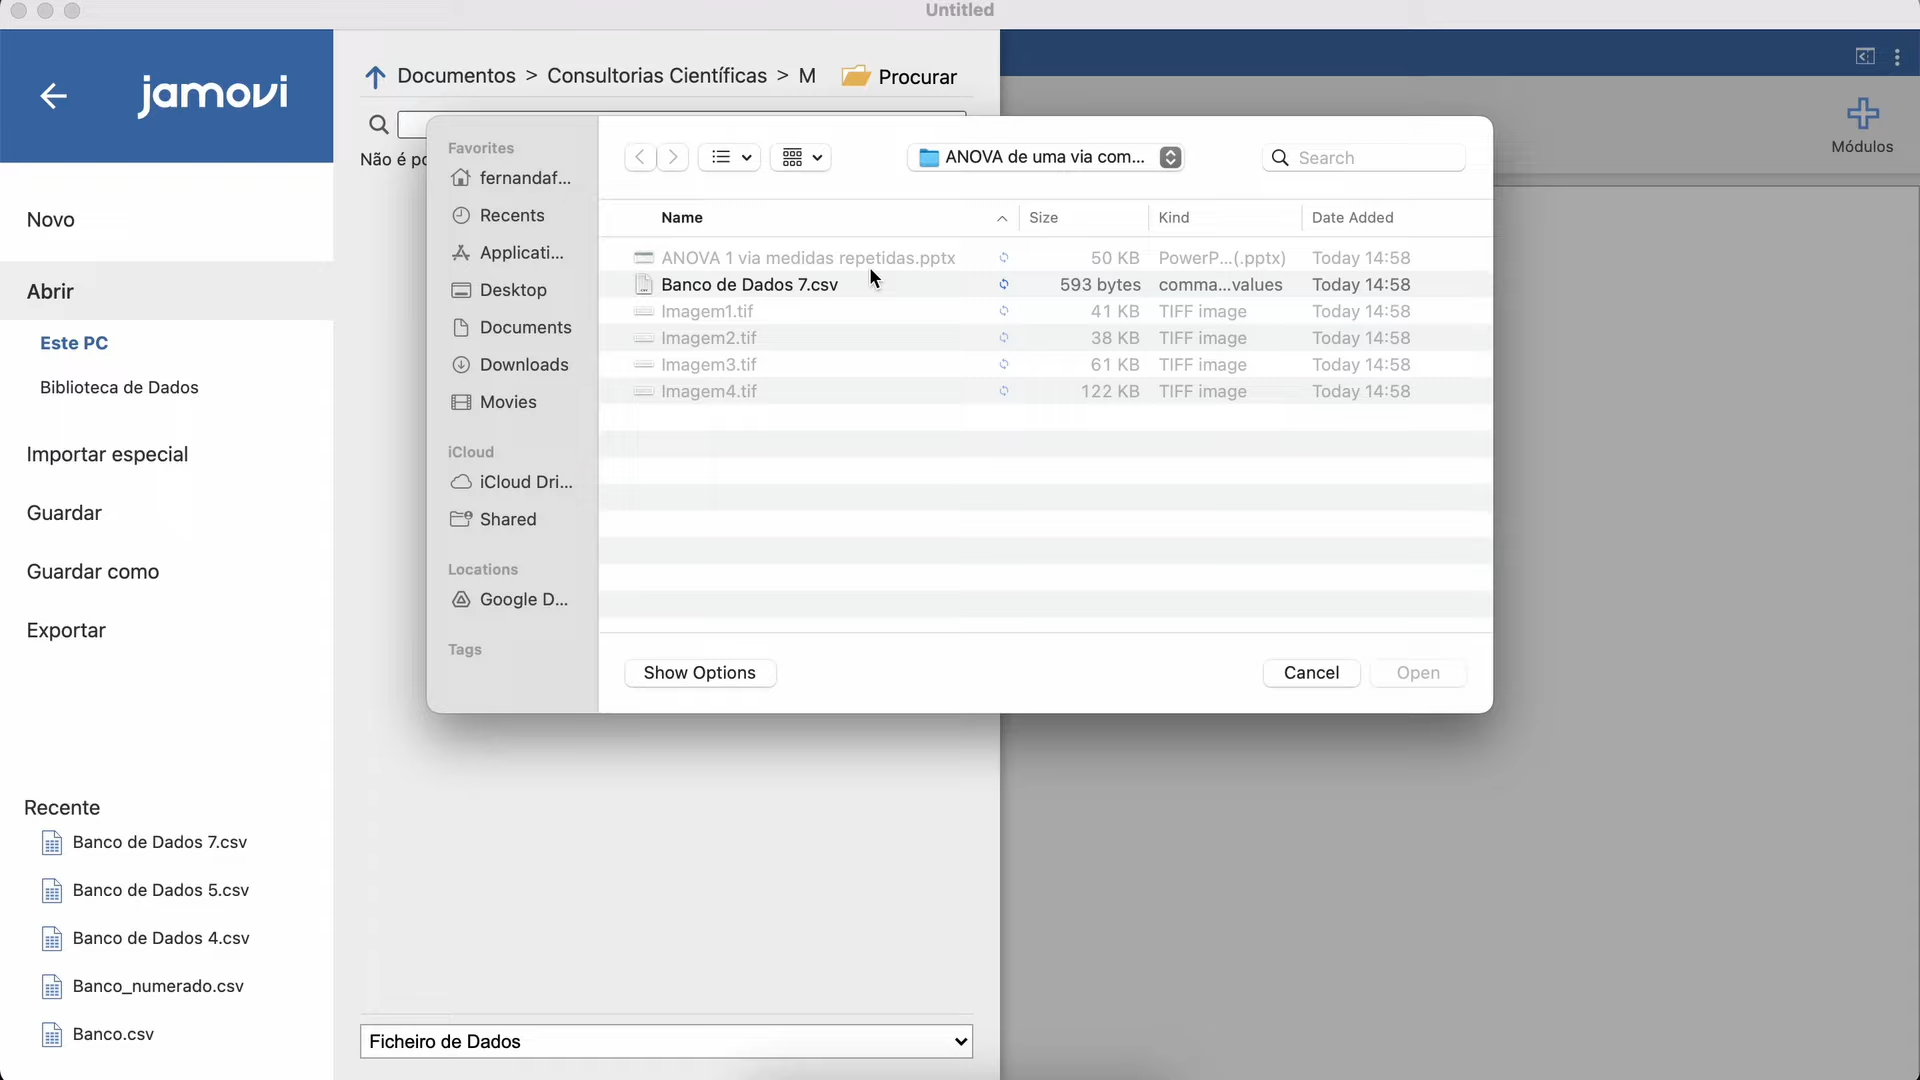 Untitled
jamovi
Novo
Abrir
Este PC
Biblioteca de Dados
Importar especial
Guardar
Guardar como
Exportar
Recente
Banco de Dados 7.csv
Banco de Dados 5.csv
Banco de Dados 4.csv
Banco_numerado.csv
Banco.csv
Documentos > Consultorias Científicas > M
Procurar
Não é po
Favorites
fernandaf...
Recents
Applicati...
Desktop
Documents
Downloads
Movies
iCloud
iCloud Dri...
Shared
Locations
Google D...
Tags
ANOVA de uma via com...
Search
Name Size Kind Date Added
ANOVA 1 via medidas repetidas.pptx 50 KB PowerP...(.pptx) Today 14:58
Banco de Dados 7.csv 593 bytes comma...values Today 14:58
Imagem1.tif 41 KB TIFF image Today 14:58
Imagem2.tif 38 KB TIFF image Today 14:58
Imagem3.tif 61 KB TIFF image Today 14:58
Imagem4.tif 122 KB TIFF image Today 14:58
Show Options
Cancel
Open
Ficheiro de Dados
Módulos